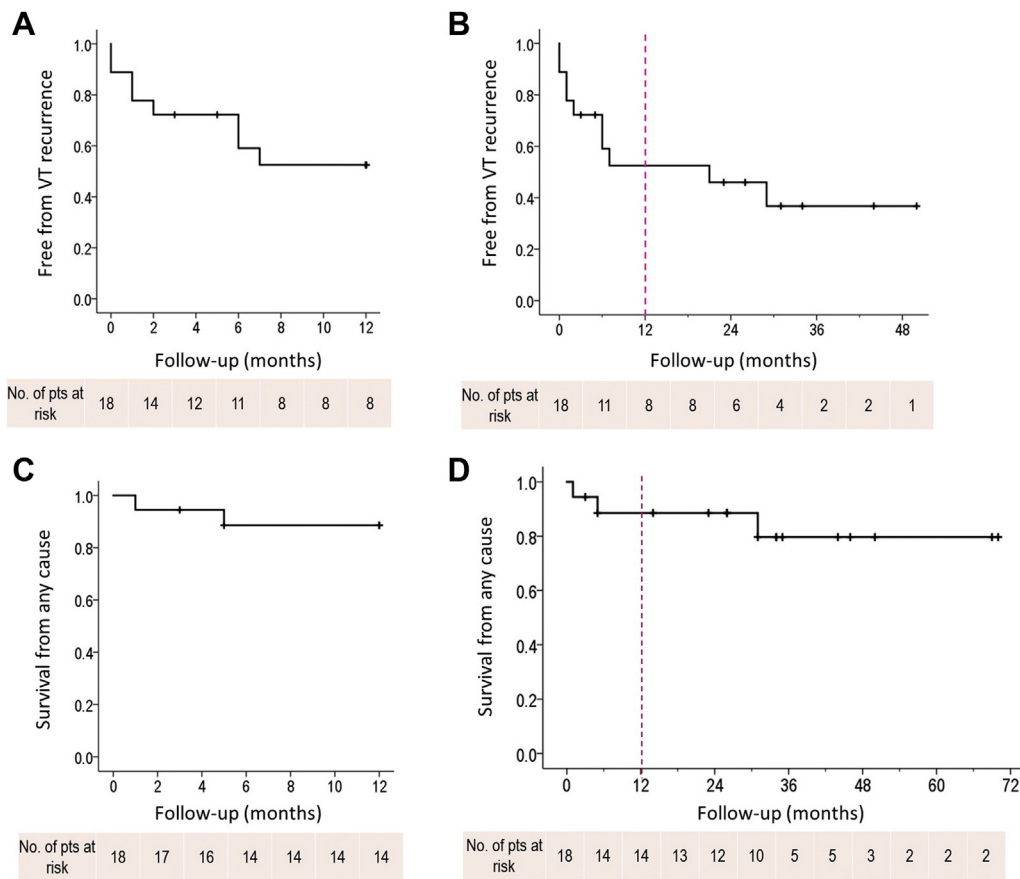 A
Free from VT recurrence
1.0
0.8
0.6
0.4
0.2
0.0
0 2 4 6 8 10 12
Follow-up (months)
No. of pts at
risk
18 14 12 11 8 8 8
B
Free from VT recurrence
1.0
0.8
0.6
0.4
0.2
0.0
0 12 24 36 48
Follow-up (months)
No. of pts at
risk
18 11 8 8 6 4 2 2 1
C
Survival from any cause
1.0
0.8
0.6
0.4
0.2
0.0
0 2 4 6 8 10 12
Follow-up (months)
No. of pts at
risk
18 17 16 14 14 14 14
D
Survival from any cause
1.0
0.8
0.6
0.4
0.2
0.0
0 12 24 36 48 60 72
Follow-up (months)
No. of pts at
risk
18 14 14 13 12 10 5 5 3 2 2 2